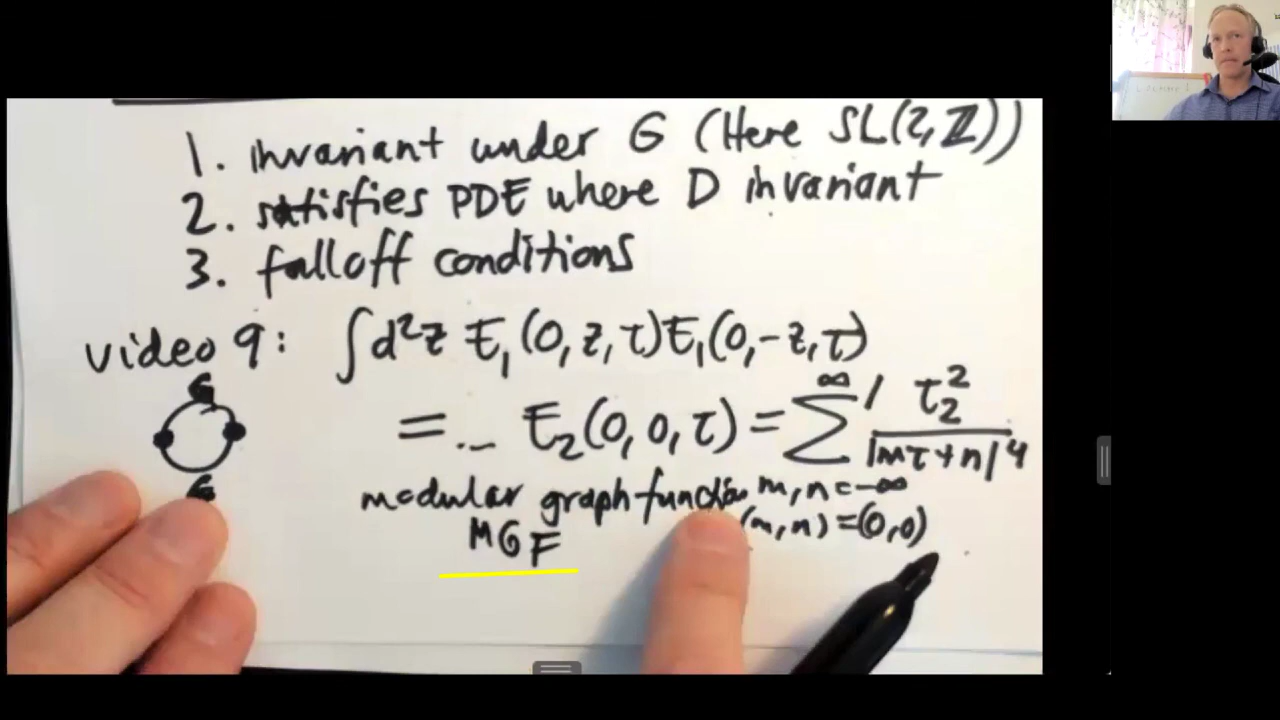 1. invariant under G (Here SL(2,ℤ))
2. satisfies PDE where D invariant
3. falloff conditions
video 9: ∫d²z E₁(0,z,τ)E₁(0,-z,τ)
G
= ... E₂(0,0,τ) = ∑' τ₂² / |mτ+n|⁴
∞
G
modular graph function m,n=-∞
MGF (m,n)=(0,0)